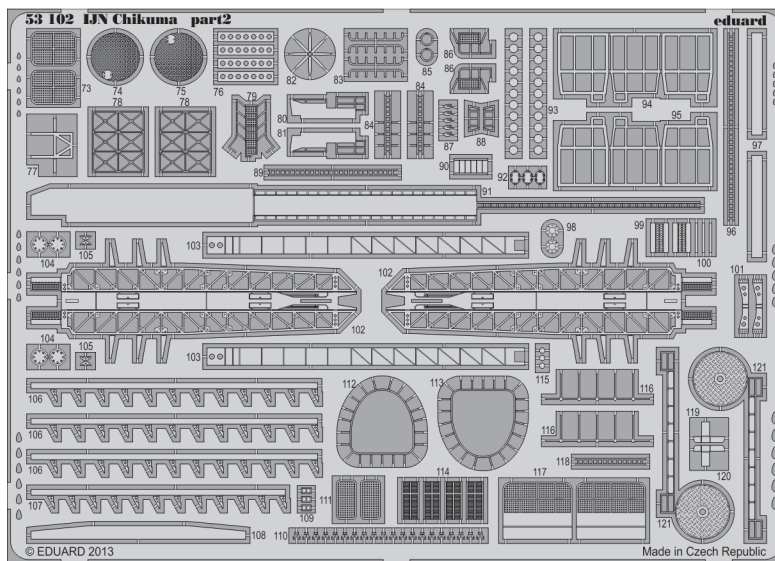 53 102 IJN Chikuma part2 eduard
73 74 75 76 82 83 85 86 86 93 94 95 96 97
77 78 78 79 80 81 84 84 87 88
89 90 91 92
98 99 100 101
103 104 105 102 102
104 105 103
106 106 106 107 108 109 110
111 112 113 114 115 116 116 117 118 119 120 121 121
© EDUARD 2013
Made in Czech Republic